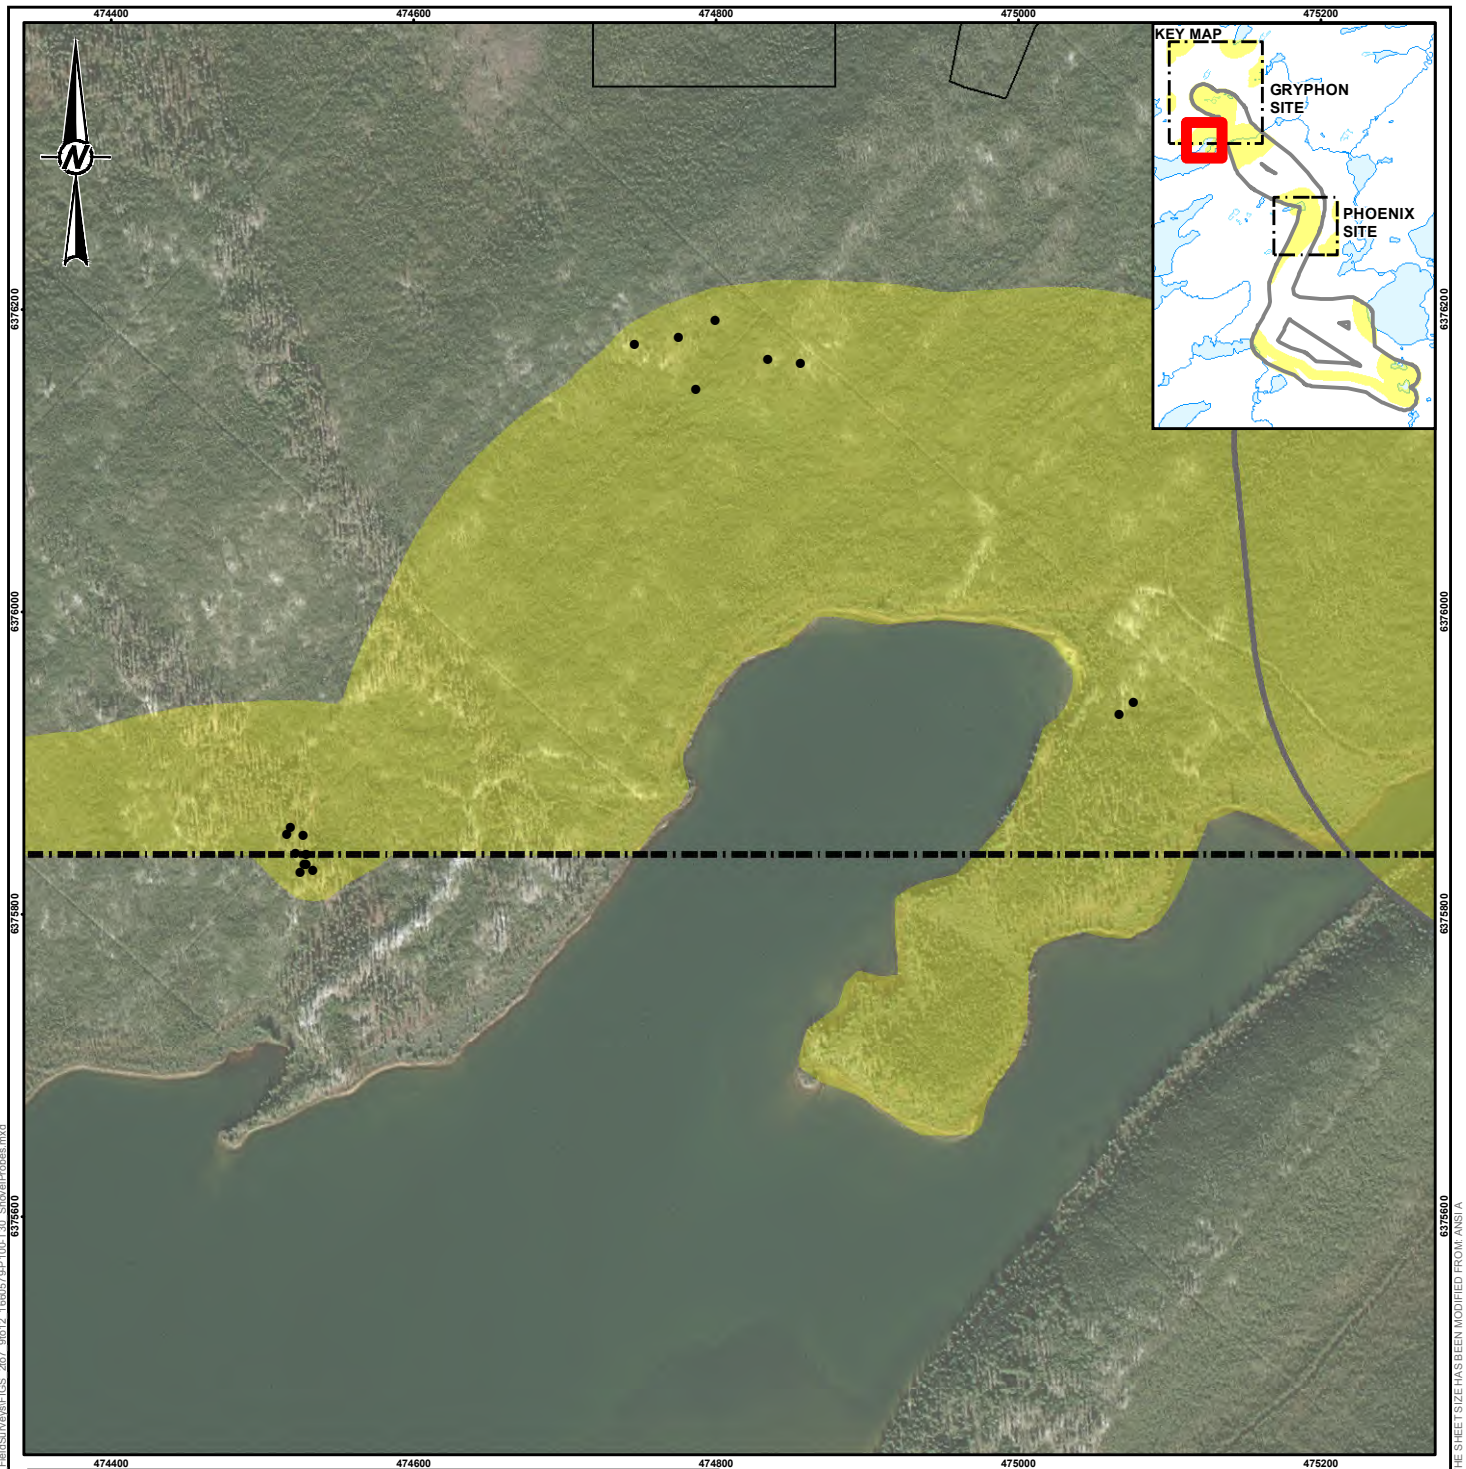 474400 474600 474800 475000 475200
KEY MAP
GRYPHON
SITE
PHOENIX
SITE
N
6376200 6376200
6376000 6376000
6375800 6375800
6375600 6375600
474400 474600 474800 475000 475200
HE SHEET SIZE HAS BEEN MODIFIED FROM: ANSI A